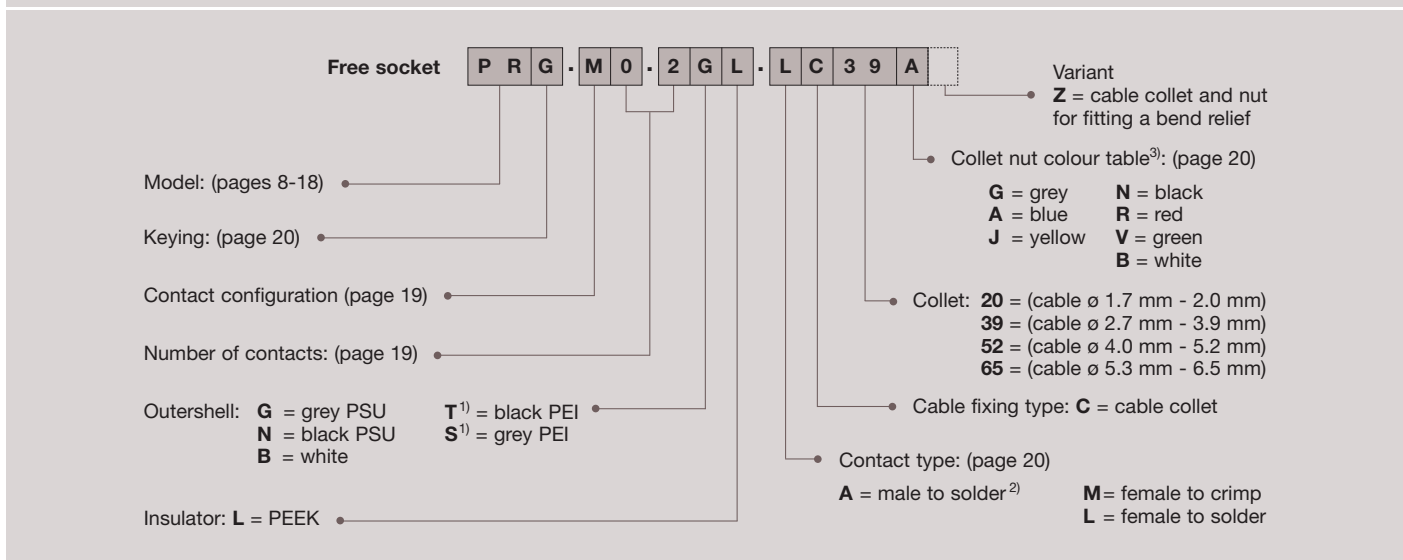 Free socket P R G . M 0 . 2 G L . L C 3 9 A
Variant
Z = cable collet and nut
for fitting a bend relief
Collet nut colour table3): (page 20)
G = grey N = black
A = blue R = red
J = yellow V = green
B = white
Model: (pages 8-18)
Keying: (page 20)
Contact configuration (page 19)
Number of contacts: (page 19)
Outershell: G = grey PSU T1) = black PEI
N = black PSU S1) = grey PEI
B = white
Insulator: L = PEEK
Collet: 20 = (cable ø 1.7 mm - 2.0 mm)
39 = (cable ø 2.7 mm - 3.9 mm)
52 = (cable ø 4.0 mm - 5.2 mm)
65 = (cable ø 5.3 mm - 6.5 mm)
Cable fixing type: C = cable collet
Contact type: (page 20)
A = male to solder2) M= female to crimp
L = female to solder